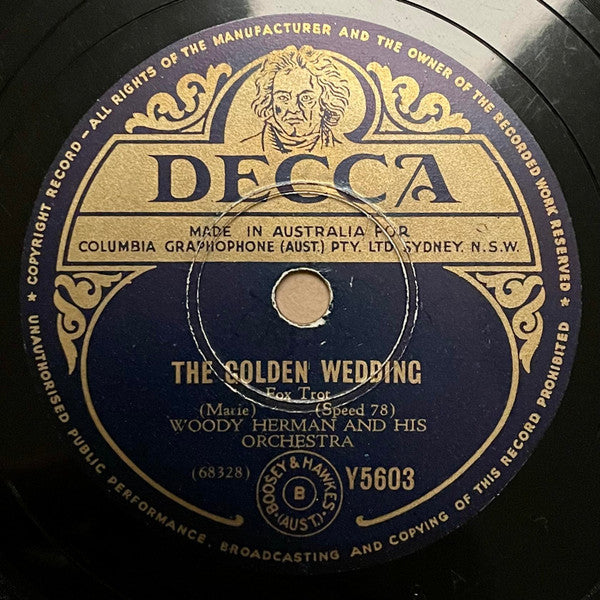 ★ COPYRIGHT RECORD — ALL RIGHTS OF THE MANUFACTURER AND THE OWNER OF THE RECORDED WORK RESERVED ★
DECCA
MADE IN AUSTRALIA FOR
COLUMBIA GRAPHOPHONE (AUST.) PTY. LTD. SYDNEY. N.S.W.
THE GOLDEN WEDDING
Fox Trot
(Marie) (Speed 78)
WOODY HERMAN AND HIS
ORCHESTRA
(68328)
BOOSEY & HAWKES
B
(AUST.)
Y5603
UNAUTHORISED PUBLIC PERFORMANCE, BROADCASTING AND COPYING OF THIS RECORD PROHIBITED